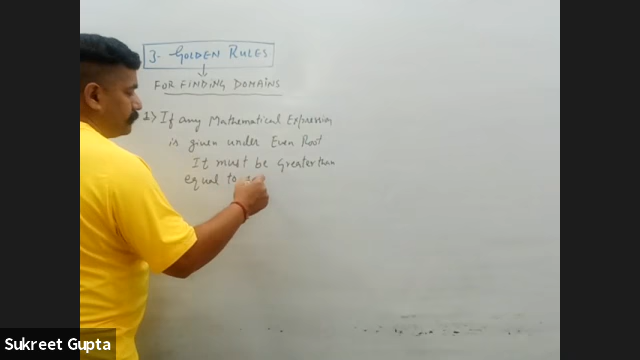 3- GOLDEN RULES
FOR FINDING DOMAINS
1) If any Mathematical Expression
is given under Even Root
It must be Greater than
equal to
Sukreet Gupta